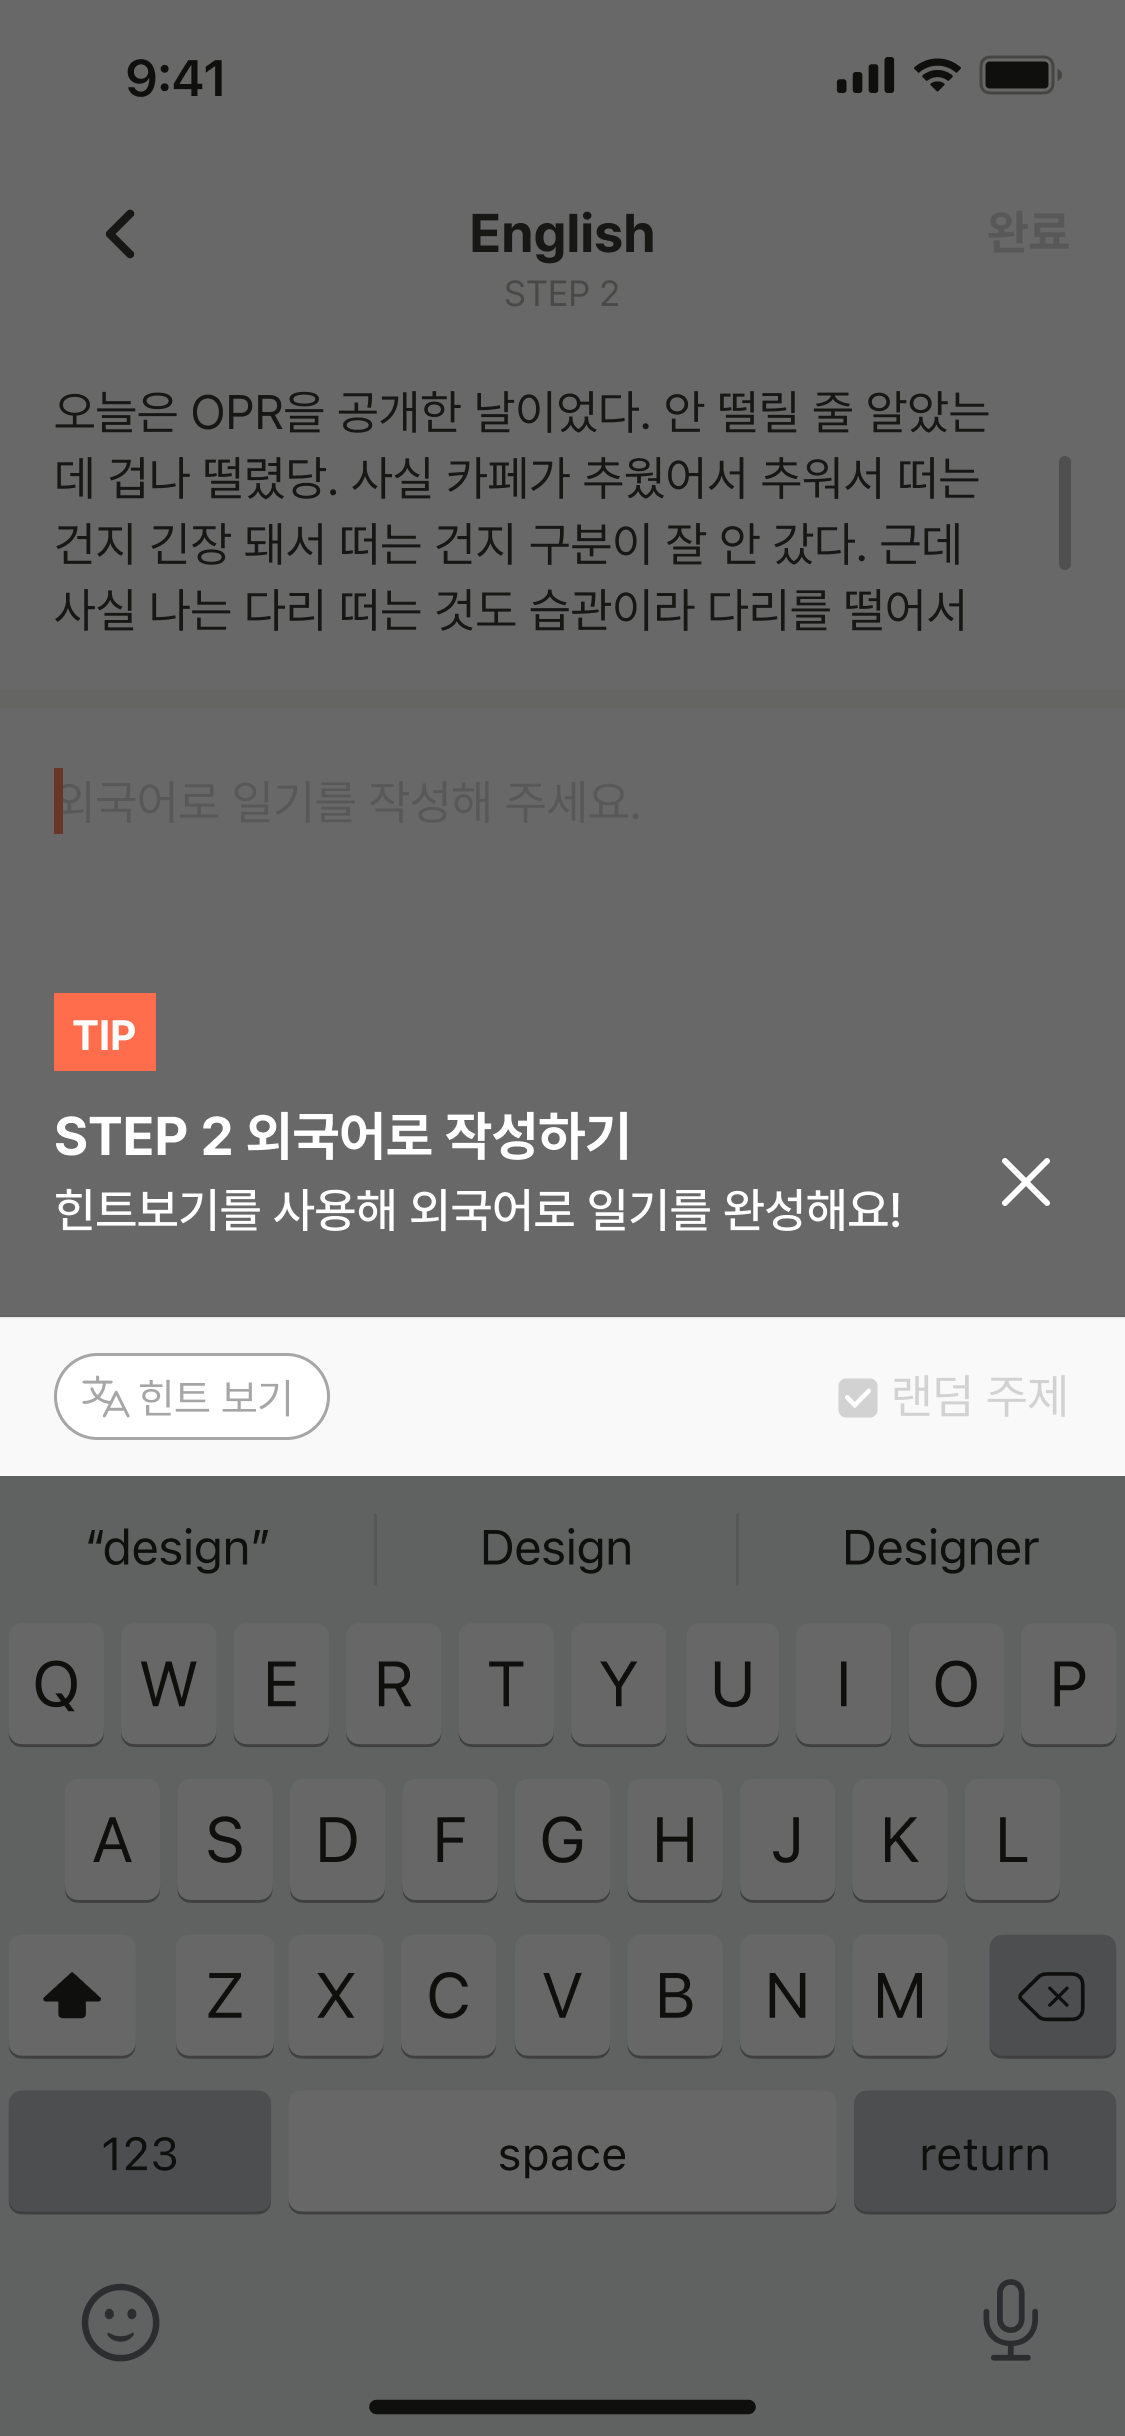 9:41
English
완료
STEP 2
오늘은 OPR을 공개한 날이었다. 안 떨릴 줄 알았는
데 겁나 떨렸당. 사실 카페가 추웠어서 추워서 떠는
건지 긴장 돼서 떠는 건지 구분이 잘 안 갔다. 근데
사실 나는 다리 떠는 것도 습관이라 다리를 떨어서
외국어로 일기를 작성해 주세요.
TIP
STEP 2 외국어로 작성하기
힌트보기를 사용해 외국어로 일기를 완성해요!
힌트 보기
랜덤 주제
“design” Design Designer
Q W E R T Y U I O P
A S D F G H J K L
Z X C V B N M
123 space return